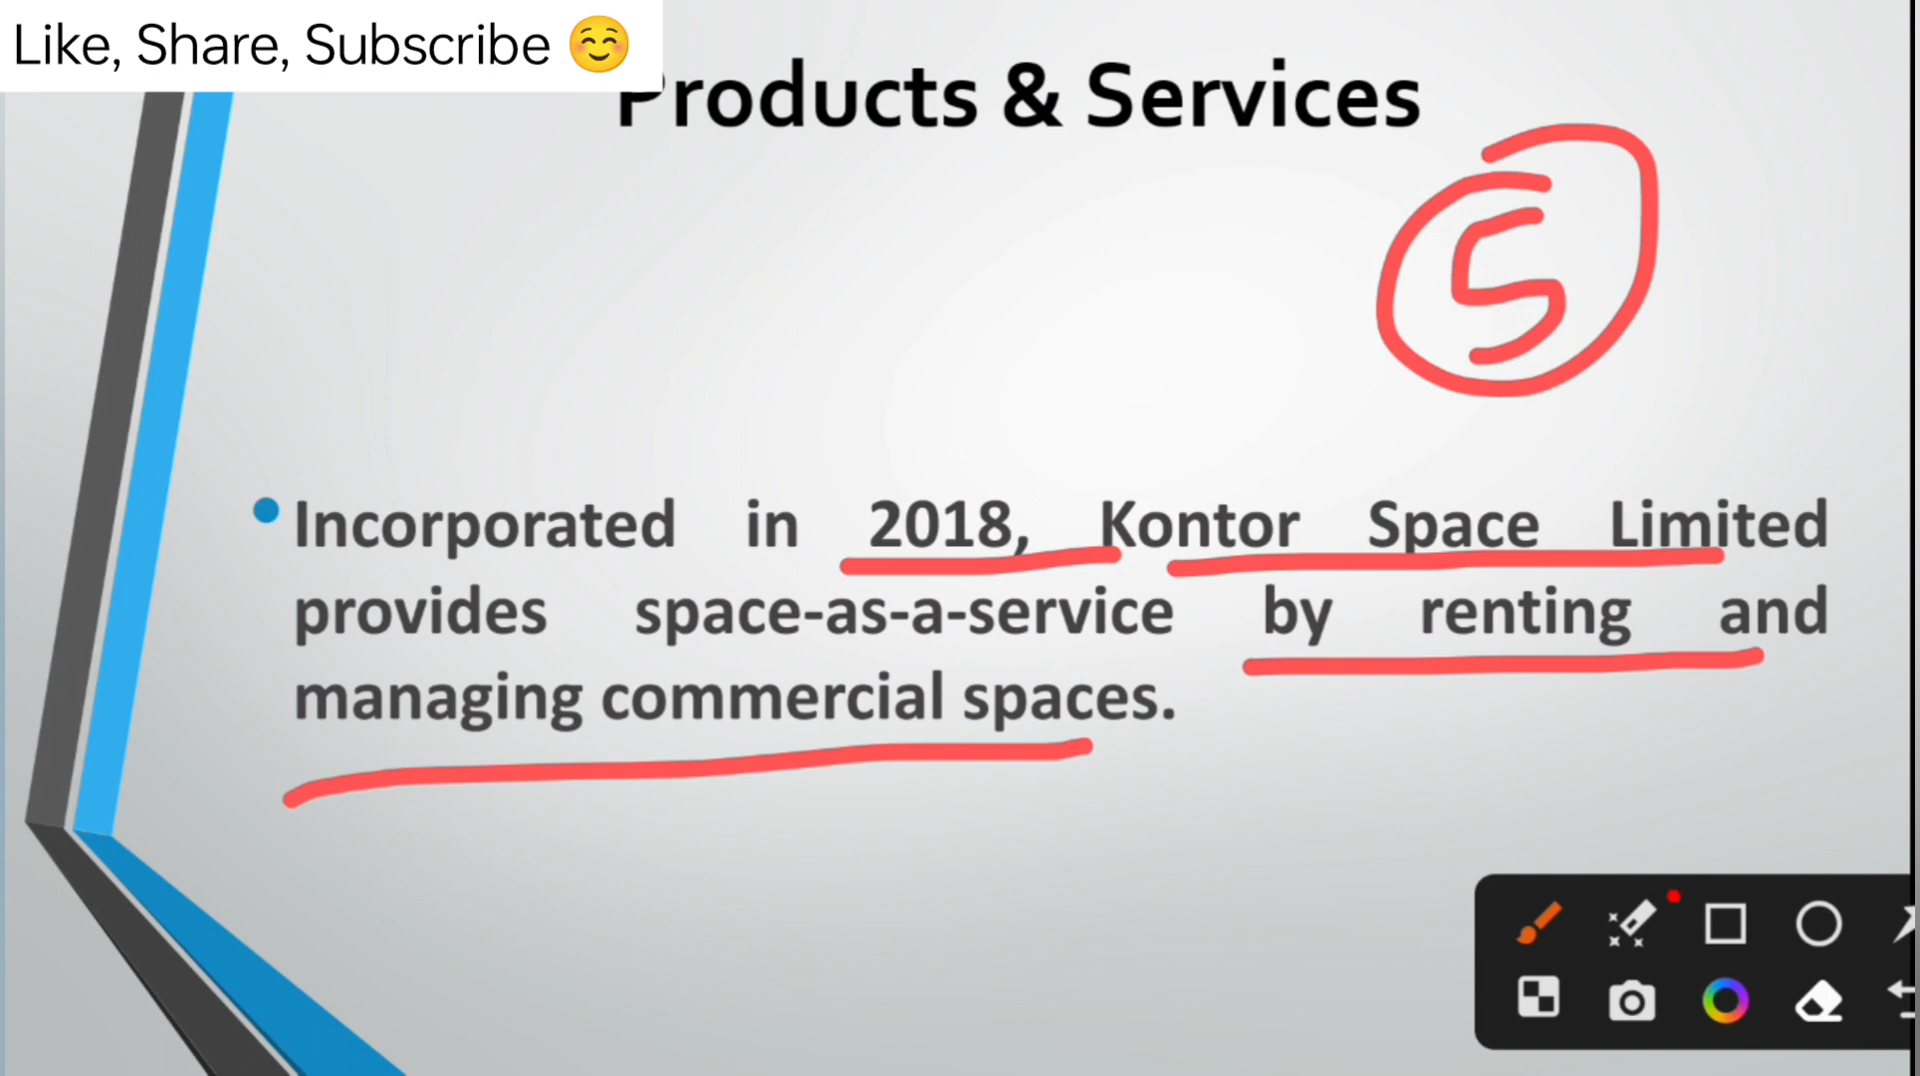 Like, Share, Subscribe ☺️
Products & Services
5
Incorporated in 2018, Kontor Space Limited
provides space-as-a-service by renting and
managing commercial spaces.